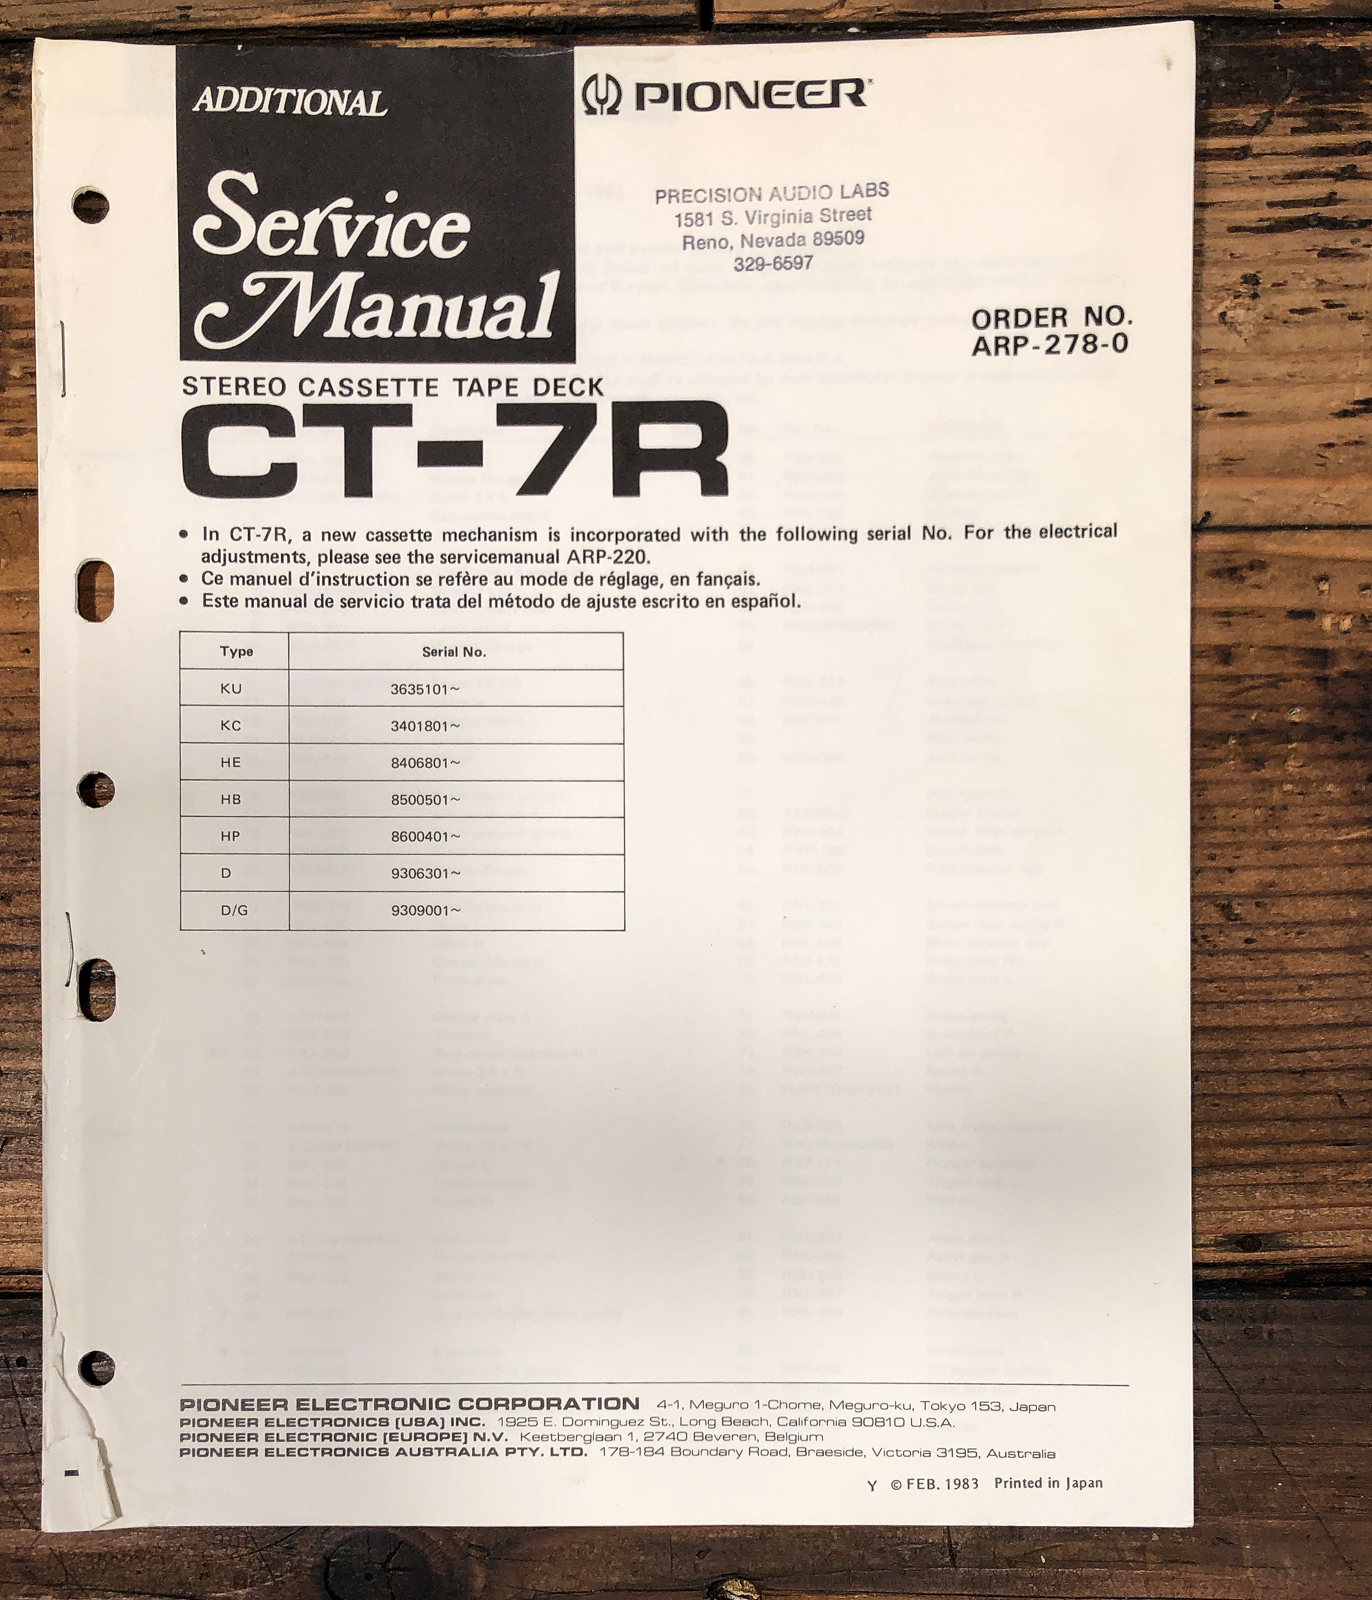 ADDITIONAL
Service
Manual
PIONEER
PRECISION AUDIO LABS
1581 S. Virginia Street
Reno, Nevada 89509
329-6597
ORDER NO.
ARP-278-0
STEREO CASSETTE TAPE DECK
CT-7R
• In CT-7R, a new cassette mechanism is incorporated with the following serial No. For the electrical
adjustments, please see the servicemanual ARP-220.
• Ce manuel d'instruction se refère au mode de réglage, en fançais.
• Este manual de servicio trata del método de ajuste escrito en español.
Type Serial No.
KU 3635101~
KC 3401801~
HE 8406801~
HB 8500501~
HP 8600401~
D 9306301~
D/G 9309001~
PIONEER ELECTRONIC CORPORATION 4-1, Meguro 1-Chome, Meguro-ku, Tokyo 153, Japan
PIONEER ELECTRONICS [USA] INC. 1925 E. Dominguez St., Long Beach, California 90810 U.S.A.
PIONEER ELECTRONIC [EUROPE] N.V. Keetberglaan 1, 2740 Beveren, Belgium
PIONEER ELECTRONICS AUSTRALIA PTY. LTD. 178-184 Boundary Road, Braeside, Victoria 3195, Australia
Y © FEB. 1983 Printed in Japan